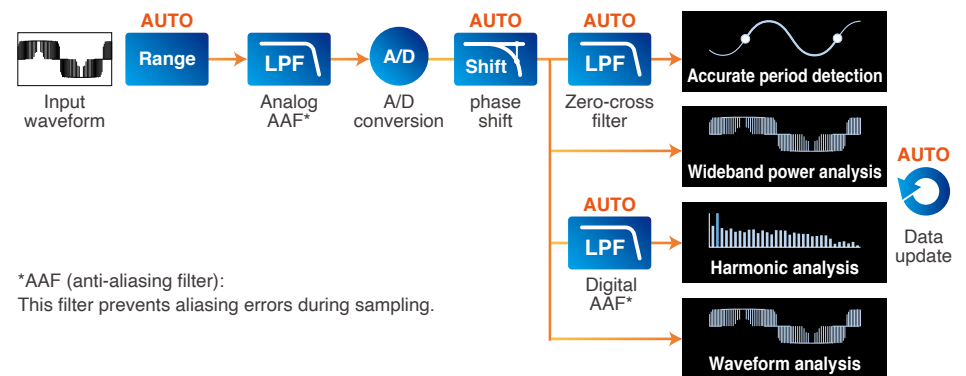 AUTO
Range
LPF
A/D
AUTO
Shift
AUTO
LPF
Accurate period detection
Input
waveform
Analog
AAF*
A/D
conversion
phase
shift
Zero-cross
filter
Wideband power analysis
AUTO
Data
update
AUTO
LPF
Digital
AAF*
Harmonic analysis
*AAF (anti-aliasing filter):
This filter prevents aliasing errors during sampling.
Waveform analysis